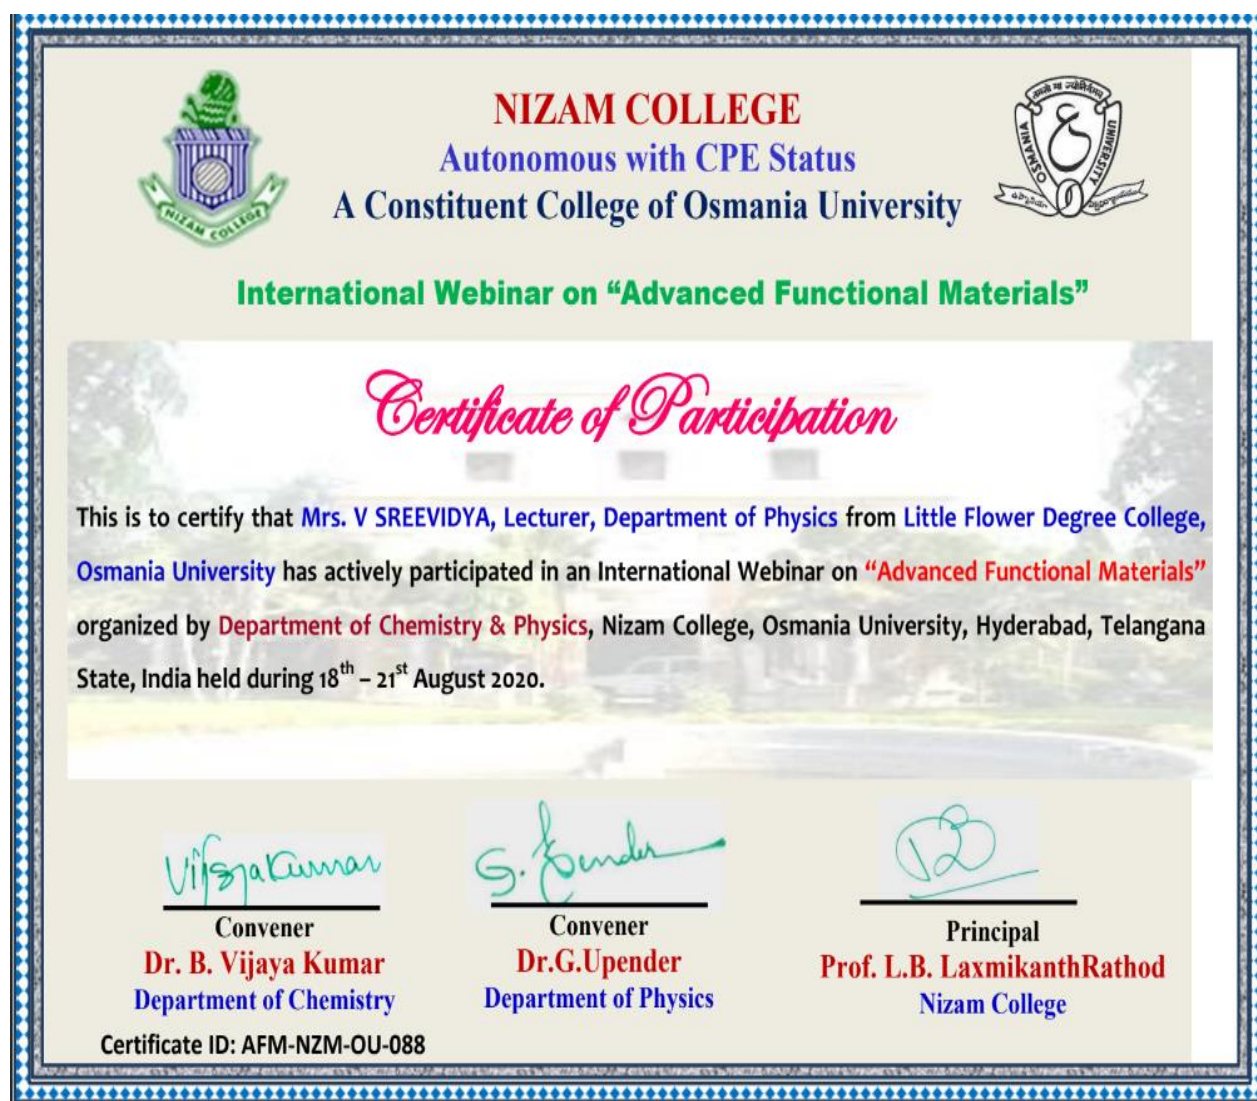 NIZAM COLLEGE
Autonomous with CPE Status
A Constituent College of Osmania University
NIZAM COLLEGE
तमसो मा ज्योतिर्गमय
OSMANIA UNIVERSITY
International Webinar on “Advanced Functional Materials”
Certificate of Participation
This is to certify that Mrs. V SREEVIDYA, Lecturer, Department of Physics from Little Flower Degree College,
Osmania University has actively participated in an International Webinar on “Advanced Functional Materials”
organized by Department of Chemistry & Physics, Nizam College, Osmania University, Hyderabad, Telangana
State, India held during 18th – 21st August 2020.
VijayaKumar
G. Upender
Convener
Dr. B. Vijaya Kumar
Department of Chemistry
Convener
Dr.G.Upender
Department of Physics
Principal
Prof. L.B. LaxmikanthRathod
Nizam College
Certificate ID: AFM-NZM-OU-088